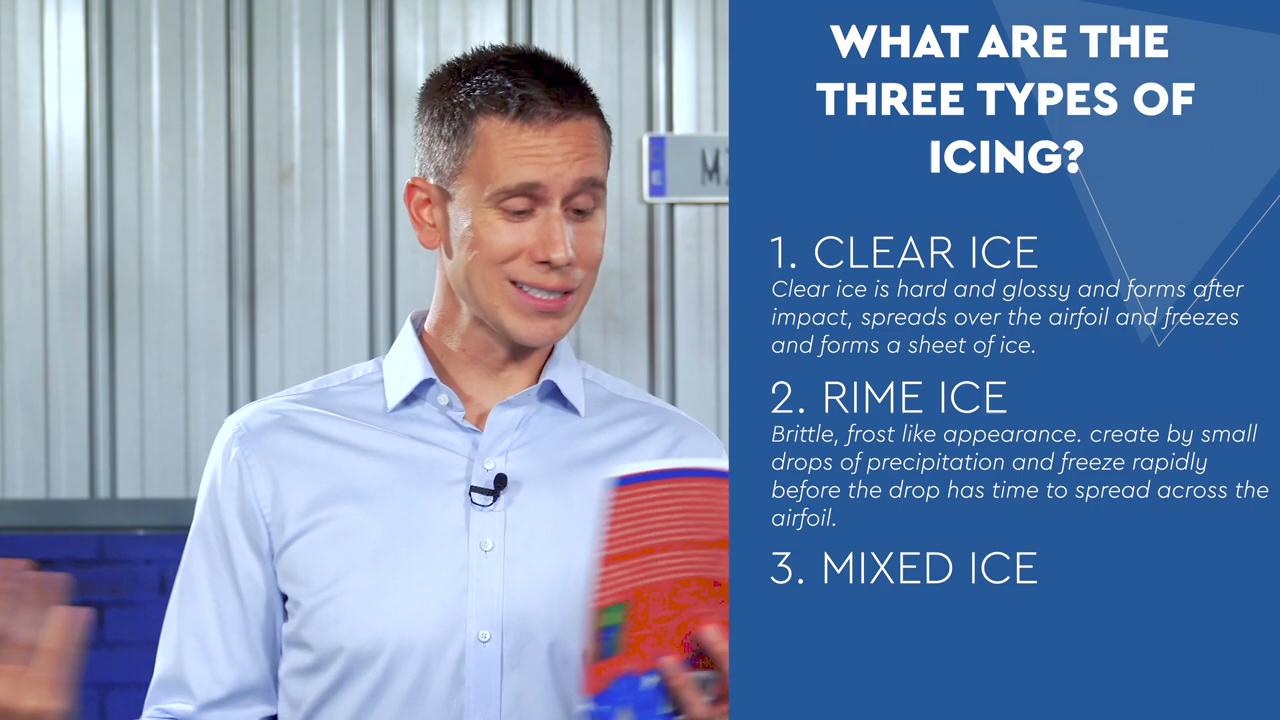 WHAT ARE THE
THREE TYPES OF
ICING?
1. CLEAR ICE
Clear ice is hard and glossy and forms after
impact, spreads over the airfoil and freezes
and forms a sheet of ice.
2. RIME ICE
Brittle, frost like appearance. create by small
drops of precipitation and freeze rapidly
before the drop has time to spread across the
airfoil.
3. MIXED ICE